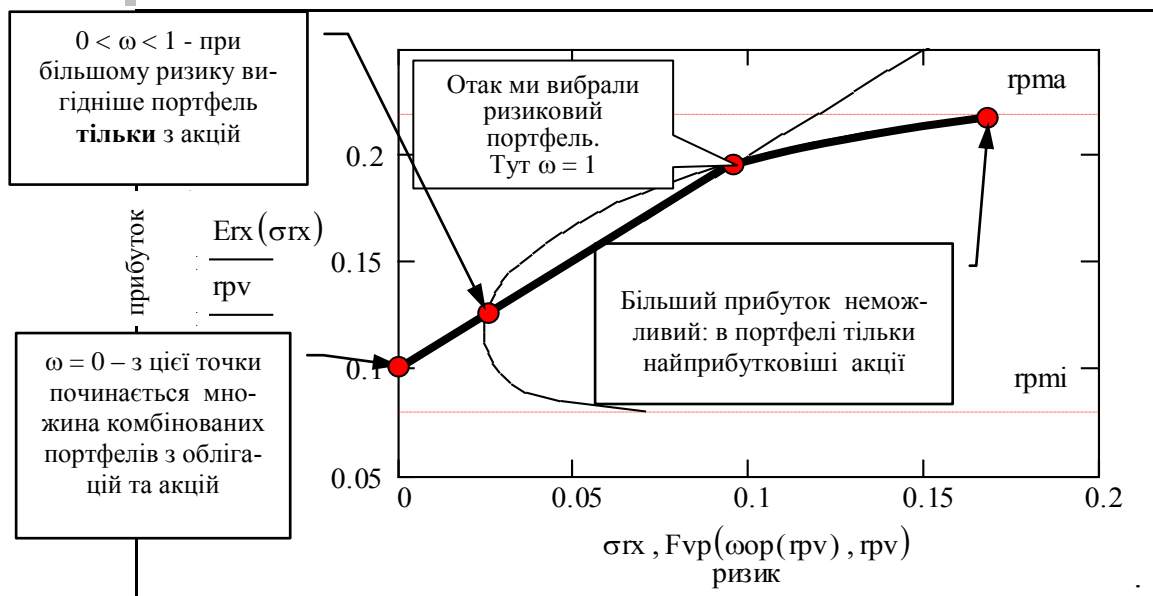 0 < ω < 1 - при
більшому ризику ви-
гідніше портфель
тільки з акцій
Отак ми вибрали
ризиковий
портфель.
Тут ω = 1
rpma
0.2
Erx(σrx)
rpv
прибуток
0.15
Більший прибуток немож-
ливий: в портфелі тільки
найприбутковіші акції
ω = 0 – з цієї точки
починається мно-
жина комбінованих
портфелів з обліга-
цій та акцій
0.1
rpmi
0.05
0
0.05
0.1
0.15
0.2
σrx , Fvp(ωop(rpv) , rpv)
ризик
.